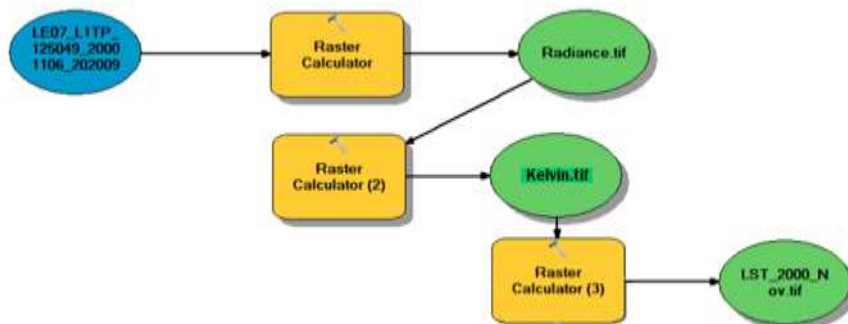 LE07_L1TP_
125049_2000
1106_202009
Raster
Calculator
Radiance.tif
Raster
Calculator (2)
Kelvin.tif
Raster
Calculator (3)
LST_2000_N
ov.tif